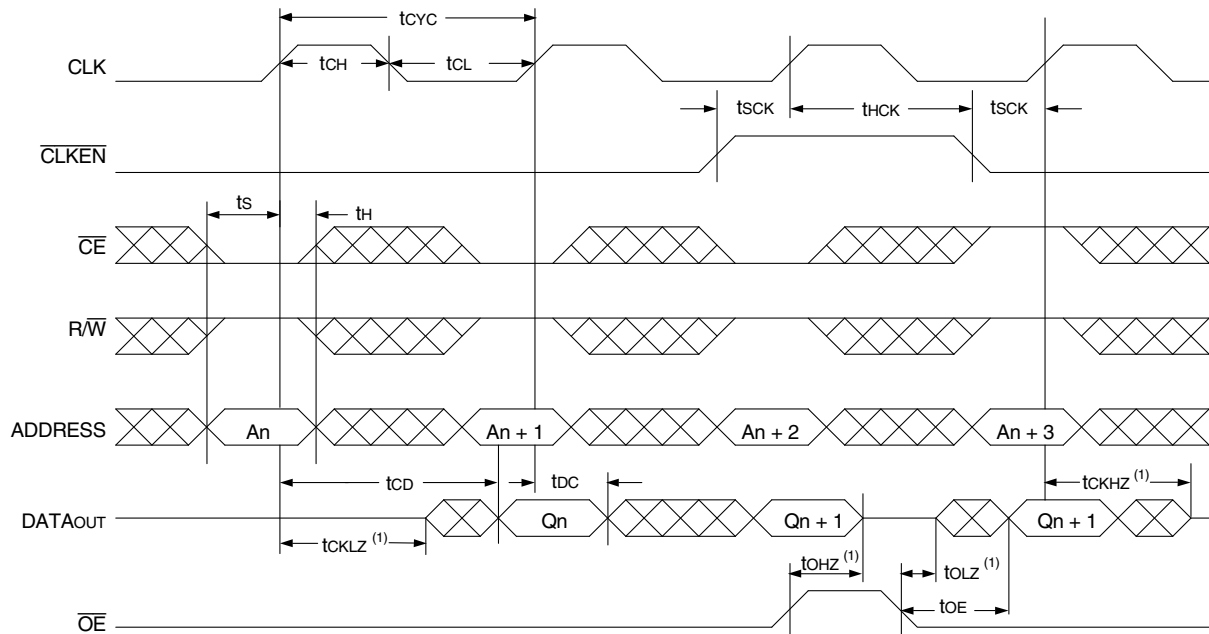 tCYC
CLK
tCH
tCL
tSCK
tHCK
tSCK
CLKEN
tS
tH
CE
R/W
ADDRESS
An
An + 1
An + 2
An + 3
tCD
tDC
tCKHZ (1)
DATAOUT
Qn
Qn + 1
Qn + 1
tCKLZ (1)
tOHZ (1)
tOLZ (1)
tOE
OE